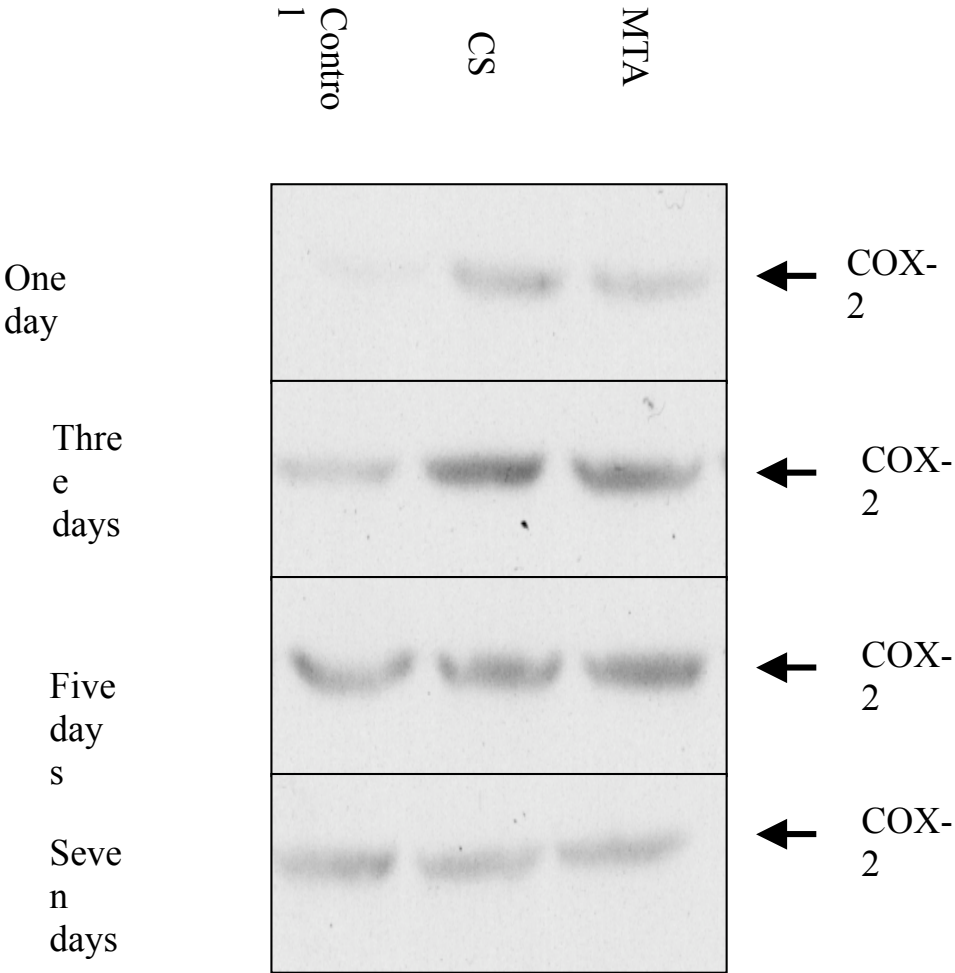 Contro
l
CS
MTA
One
day
COX-
2
Thre
e
days
COX-
2
Five
day
s
COX-
2
Seve
n
days
COX-
2